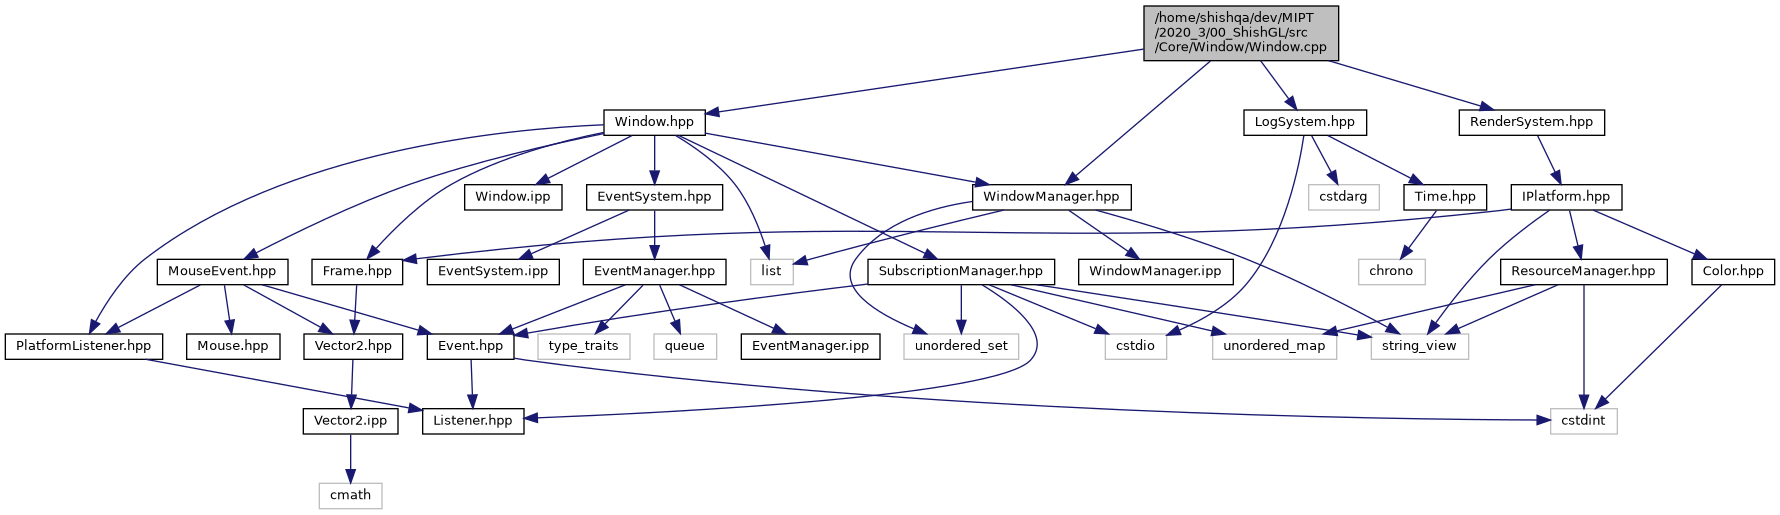 /home/shishqa/dev/MIPT
/2020_3/00_ShishGL/src
/Core/Window/Window.cpp
Window.hpp
LogSystem.hpp
RenderSystem.hpp
Window.ipp
EventSystem.hpp
WindowManager.hpp
cstdarg
Time.hpp
IPlatform.hpp
MouseEvent.hpp
Frame.hpp
EventSystem.ipp
EventManager.hpp
list
SubscriptionManager.hpp
WindowManager.ipp
chrono
ResourceManager.hpp
Color.hpp
PlatformListener.hpp
Mouse.hpp
Vector2.hpp
Event.hpp
type_traits
queue
EventManager.ipp
unordered_set
cstdio
unordered_map
string_view
Vector2.ipp
Listener.hpp
cstdint
cmath